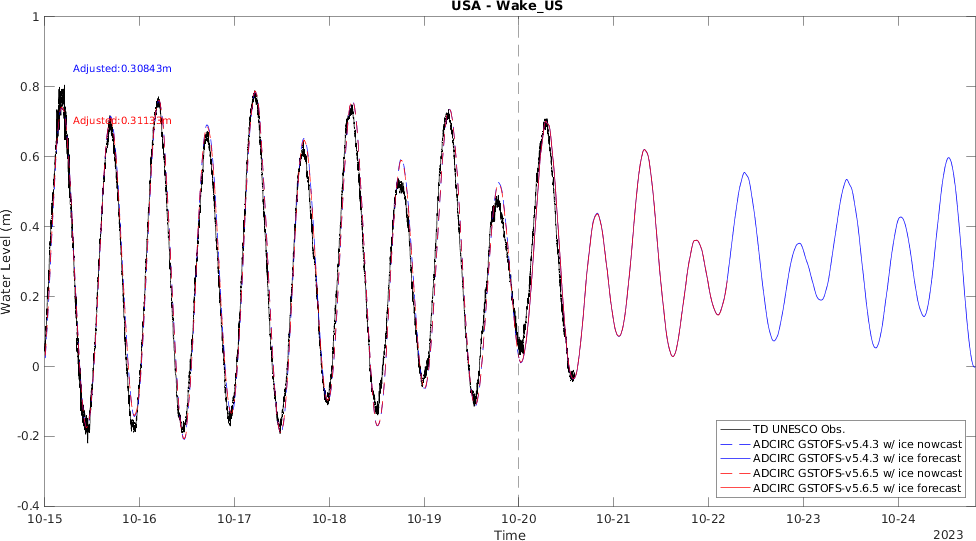 USA - Wake_US
1
0.8
0.6
0.4
0.2
0
-0.2
-0.4
Water Level (m)
Adjusted:0.30843m
Adjusted:0.31133m
TD UNESCO Obs.
ADCIRC GSTOFS-v5.4.3 w/ ice nowcast
ADCIRC GSTOFS-v5.4.3 w/ ice forecast
ADCIRC GSTOFS-v5.6.5 w/ ice nowcast
ADCIRC GSTOFS-v5.6.5 w/ ice forecast
10-15 10-16 10-17 10-18 10-19 10-20 10-21 10-22 10-23 10-24
Time
2023